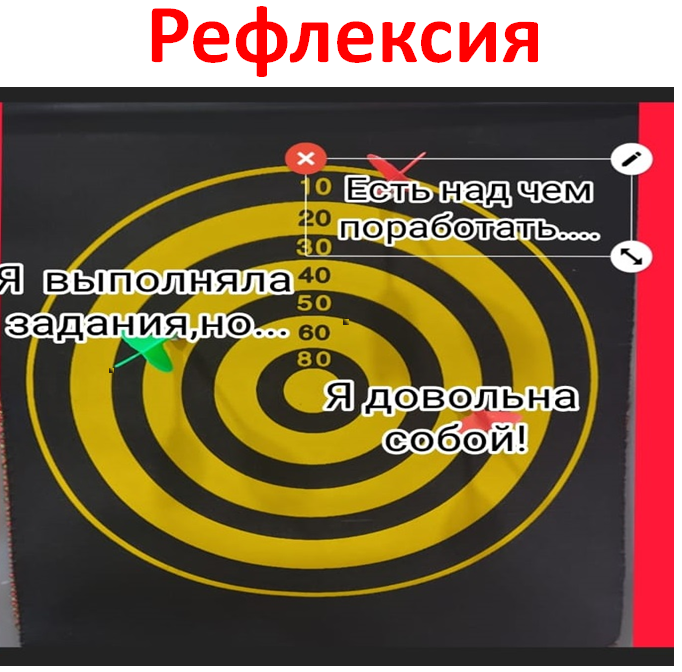 Рефлексия
10
Есть над чем
поработать....
20
30
40
Я выполняла
задания,но...
50
60
80
Я довольна
собой!